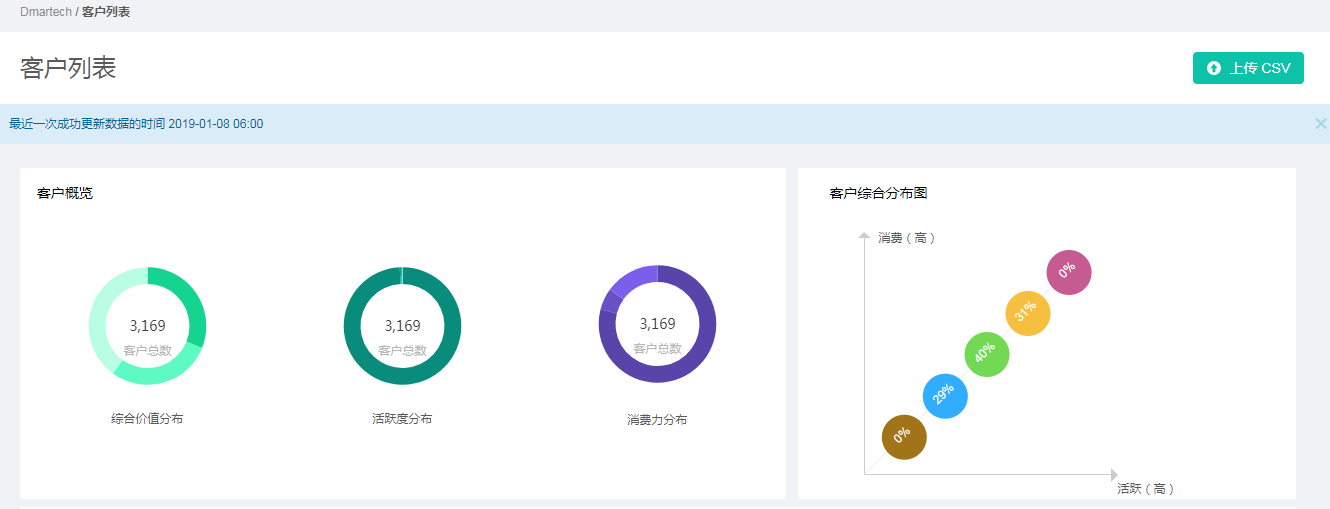 Dmartech / 客户列表
客户列表
上传 CSV
最近一次成功更新数据的时间 2019-01-08 06:00
客户概览
3,169
客户总数
综合价值分布
3,169
客户总数
活跃度分布
3,169
客户总数
消费力分布
客户综合分布图
消费（高）
0%
31%
40%
29%
0%
活跃（高）